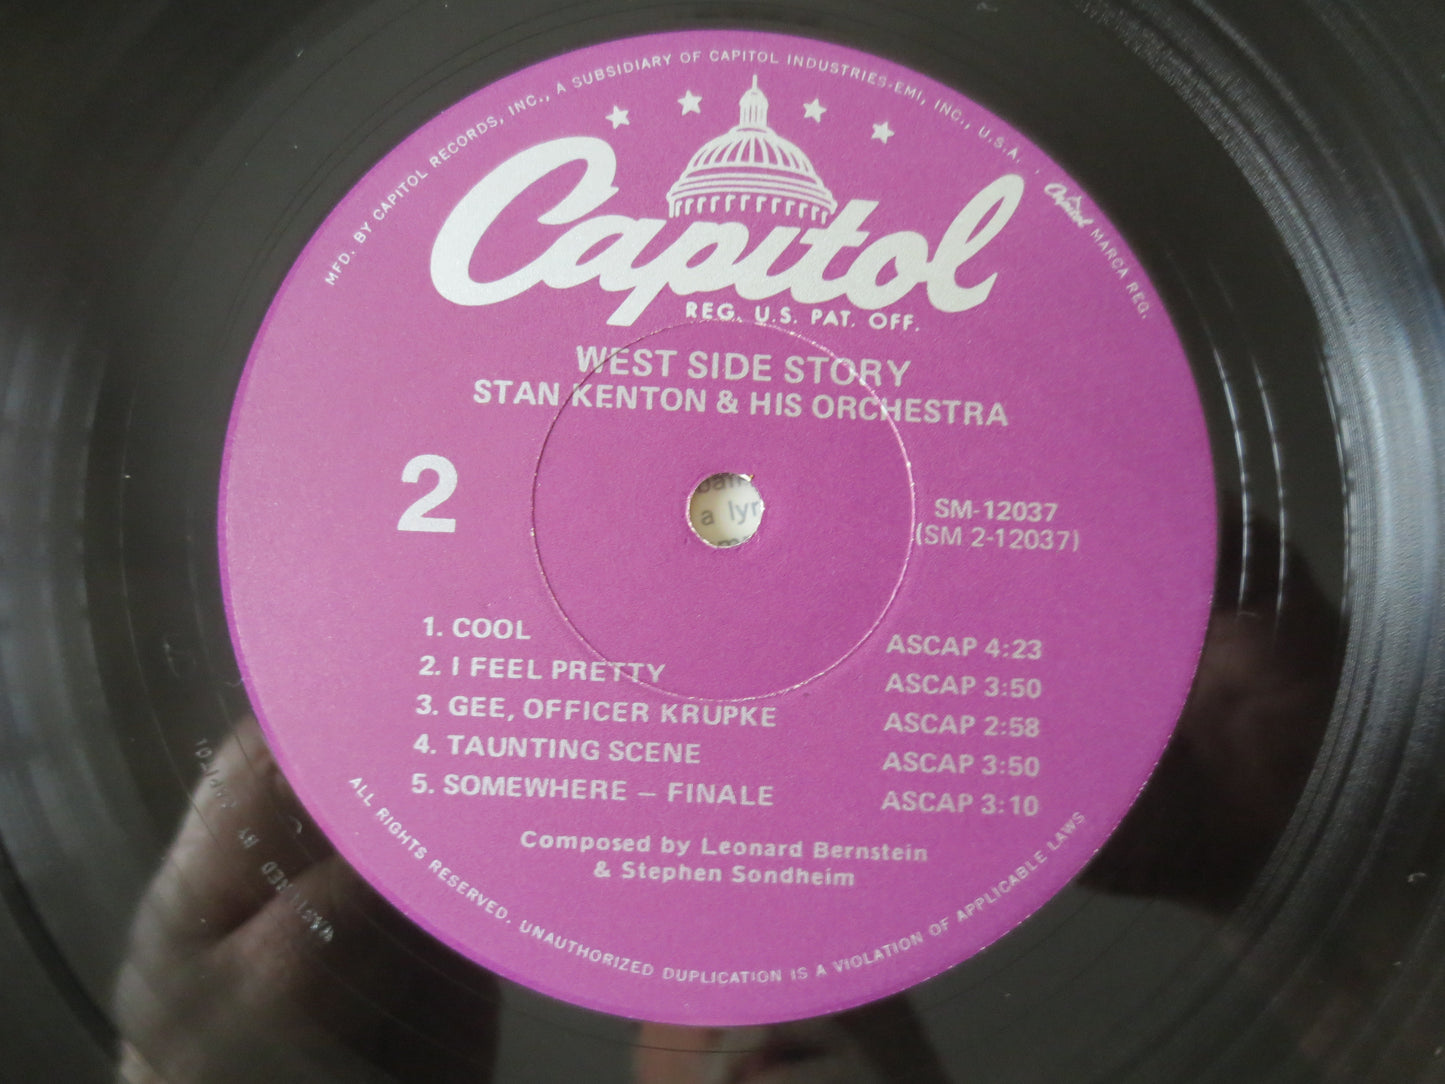 MFD. BY CAPITOL RECORDS, INC., A SUBSIDIARY OF CAPITOL INDUSTRIES-EMI, INC., U.S.A. Capitol MARCA REG.
Capitol
REG. U.S. PAT. OFF.
WEST SIDE STORY
STAN KENTON & HIS ORCHESTRA
2
SM-12037
(SM 2-12037)
a lyr
1. COOL ASCAP 4:23
2. I FEEL PRETTY ASCAP 3:50
3. GEE, OFFICER KRUPKE ASCAP 2:58
4. TAUNTING SCENE ASCAP 3:50
5. SOMEWHERE – FINALE ASCAP 3:10
Composed by Leonard Bernstein
& Stephen Sondheim
ALL RIGHTS RESERVED. UNAUTHORIZED DUPLICATION IS A VIOLATION OF APPLICABLE LAWS
MASTERED BY CAPITOL